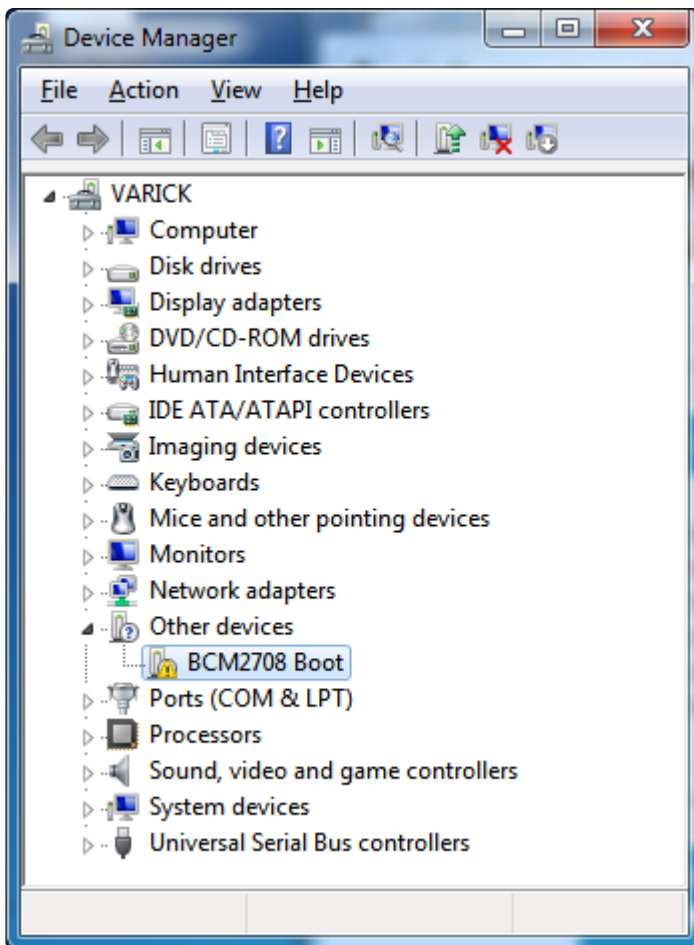 Device Manager
File Action View Help
VARICK
Computer
Disk drives
Display adapters
DVD/CD-ROM drives
Human Interface Devices
IDE ATA/ATAPI controllers
Imaging devices
Keyboards
Mice and other pointing devices
Monitors
Network adapters
Other devices
BCM2708 Boot
Ports (COM & LPT)
Processors
Sound, video and game controllers
System devices
Universal Serial Bus controllers